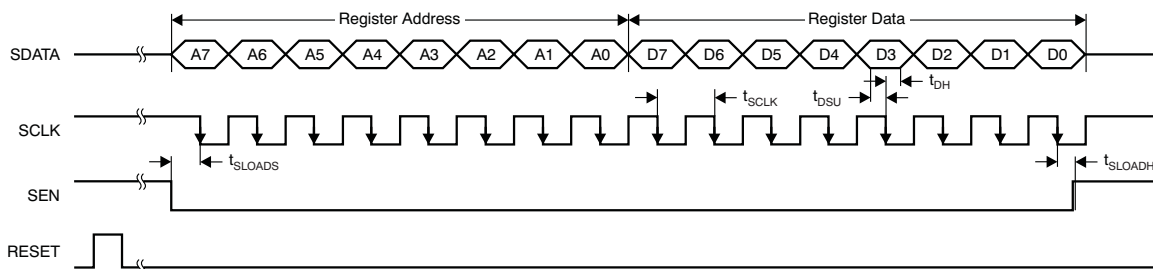 Register Address Register Data
SDATA A7 A6 A5 A4 A3 A2 A1 A0 D7 D6 D5 D4 D3 D2 D1 D0
tDH
tSCLK tDSU
SCLK
tSLOADS tSLOADH
SEN
RESET